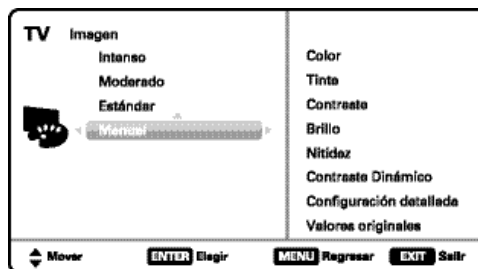 TV Imagen
Intenso
Moderado
Estándar
Manual
Color
Tinte
Contraste
Brillo
Nitidez
Contraste Dinámico
Configuración detallada
Valores originales
Mover ENTER Elegir MENU Regresar EXIT Salir